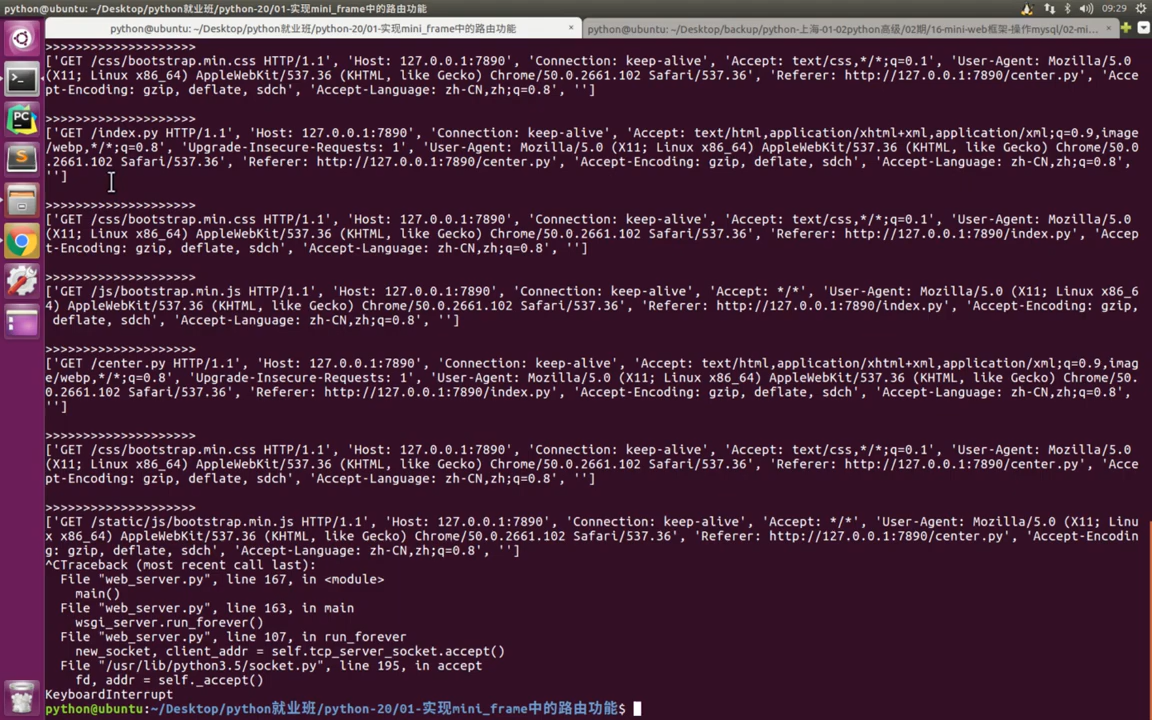 python@ubuntu: ~/Desktop/python就业班/python-20/01-实现mini_frame中的路由功能
09:29
python@ubuntu: ~/Desktop/python就业班/python-20/01-实现mini_frame中的路由功能
python@ubuntu: ~/Desktop/backup/python-上海-01-02python高级/02期/16-mini-web框架-操作mysql/02-mi...
>>>>>>>>>>>>>>>>>>>>
['GET /css/bootstrap.min.css HTTP/1.1', 'Host: 127.0.0.1:7890', 'Connection: keep-alive', 'Accept: text/css,*/*;q=0.1', 'User-Agent: Mozilla/5.0
(X11; Linux x86_64) AppleWebKit/537.36 (KHTML, like Gecko) Chrome/50.0.2661.102 Safari/537.36', 'Referer: http://127.0.0.1:7890/center.py', 'Acce
pt-Encoding: gzip, deflate, sdch', 'Accept-Language: zh-CN,zh;q=0.8', '']
>>>>>>>>>>>>>>>>>>>>
['GET /index.py HTTP/1.1', 'Host: 127.0.0.1:7890', 'Connection: keep-alive', 'Accept: text/html,application/xhtml+xml,application/xml;q=0.9,image
/webp,*/*;q=0.8', 'Upgrade-Insecure-Requests: 1', 'User-Agent: Mozilla/5.0 (X11; Linux x86_64) AppleWebKit/537.36 (KHTML, like Gecko) Chrome/50.0
.2661.102 Safari/537.36', 'Referer: http://127.0.0.1:7890/center.py', 'Accept-Encoding: gzip, deflate, sdch', 'Accept-Language: zh-CN,zh;q=0.8',
'']
>>>>>>>>>>>>>>>>>>>>
['GET /css/bootstrap.min.css HTTP/1.1', 'Host: 127.0.0.1:7890', 'Connection: keep-alive', 'Accept: text/css,*/*;q=0.1', 'User-Agent: Mozilla/5.0
(X11; Linux x86_64) AppleWebKit/537.36 (KHTML, like Gecko) Chrome/50.0.2661.102 Safari/537.36', 'Referer: http://127.0.0.1:7890/index.py', 'Accep
t-Encoding: gzip, deflate, sdch', 'Accept-Language: zh-CN,zh;q=0.8', '']
>>>>>>>>>>>>>>>>>>>>
['GET /js/bootstrap.min.js HTTP/1.1', 'Host: 127.0.0.1:7890', 'Connection: keep-alive', 'Accept: */*', 'User-Agent: Mozilla/5.0 (X11; Linux x86_6
4) AppleWebKit/537.36 (KHTML, like Gecko) Chrome/50.0.2661.102 Safari/537.36', 'Referer: http://127.0.0.1:7890/index.py', 'Accept-Encoding: gzip,
deflate, sdch', 'Accept-Language: zh-CN,zh;q=0.8', '']
>>>>>>>>>>>>>>>>>>>>
['GET /center.py HTTP/1.1', 'Host: 127.0.0.1:7890', 'Connection: keep-alive', 'Accept: text/html,application/xhtml+xml,application/xml;q=0.9,imag
e/webp,*/*;q=0.8', 'Upgrade-Insecure-Requests: 1', 'User-Agent: Mozilla/5.0 (X11; Linux x86_64) AppleWebKit/537.36 (KHTML, like Gecko) Chrome/50.
0.2661.102 Safari/537.36', 'Referer: http://127.0.0.1:7890/index.py', 'Accept-Encoding: gzip, deflate, sdch', 'Accept-Language: zh-CN,zh;q=0.8',
'']
>>>>>>>>>>>>>>>>>>>>
['GET /css/bootstrap.min.css HTTP/1.1', 'Host: 127.0.0.1:7890', 'Connection: keep-alive', 'Accept: text/css,*/*;q=0.1', 'User-Agent: Mozilla/5.0
(X11; Linux x86_64) AppleWebKit/537.36 (KHTML, like Gecko) Chrome/50.0.2661.102 Safari/537.36', 'Referer: http://127.0.0.1:7890/center.py', 'Acce
pt-Encoding: gzip, deflate, sdch', 'Accept-Language: zh-CN,zh;q=0.8', '']
>>>>>>>>>>>>>>>>>>>>
['GET /static/js/bootstrap.min.js HTTP/1.1', 'Host: 127.0.0.1:7890', 'Connection: keep-alive', 'Accept: */*', 'User-Agent: Mozilla/5.0 (X11; Linu
x x86_64) AppleWebKit/537.36 (KHTML, like Gecko) Chrome/50.0.2661.102 Safari/537.36', 'Referer: http://127.0.0.1:7890/center.py', 'Accept-Encodin
g: gzip, deflate, sdch', 'Accept-Language: zh-CN,zh;q=0.8', '']
^CTraceback (most recent call last):
File "web_server.py", line 167, in <module>
main()
File "web_server.py", line 163, in main
wsgi_server.run_forever()
File "web_server.py", line 107, in run_forever
new_socket, client_addr = self.tcp_server_socket.accept()
File "/usr/lib/python3.5/socket.py", line 195, in accept
fd, addr = self._accept()
KeyboardInterrupt
python@ubuntu:~/Desktop/python就业班/python-20/01-实现mini_frame中的路由功能$